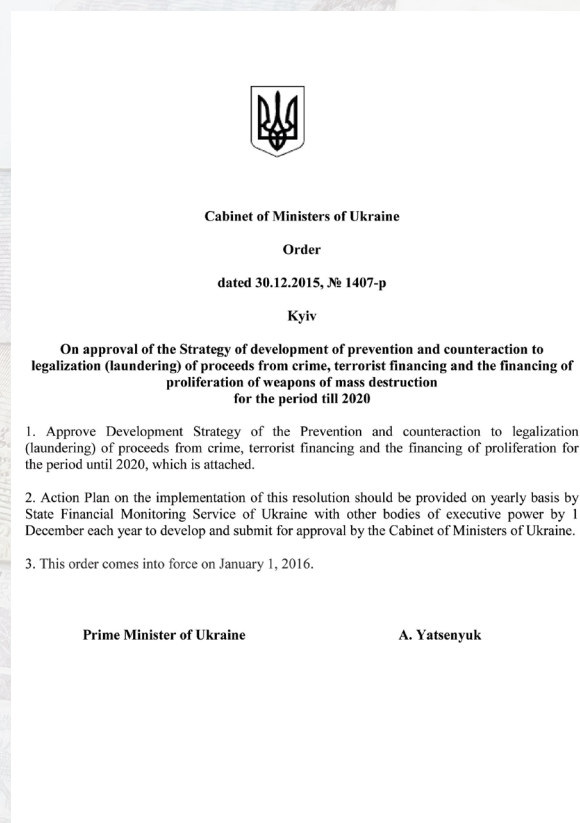 Cabinet of Ministers of Ukraine
Order
dated 30.12.2015, № 1407-p
Kyiv
On approval of the Strategy of development of prevention and counteraction to
legalization (laundering) of proceeds from crime, terrorist financing and the financing of
proliferation of weapons of mass destruction
for the period till 2020
1. Approve Development Strategy of the Prevention and counteraction to legalization
(laundering) of proceeds from crime, terrorist financing and the financing of proliferation for
the period until 2020, which is attached.
2. Action Plan on the implementation of this resolution should be provided on yearly basis by
State Financial Monitoring Service of Ukraine with other bodies of executive power by 1
December each year to develop and submit for approval by the Cabinet of Ministers of Ukraine.
3. This order comes into force on January 1, 2016.
Prime Minister of Ukraine A. Yatsenyuk